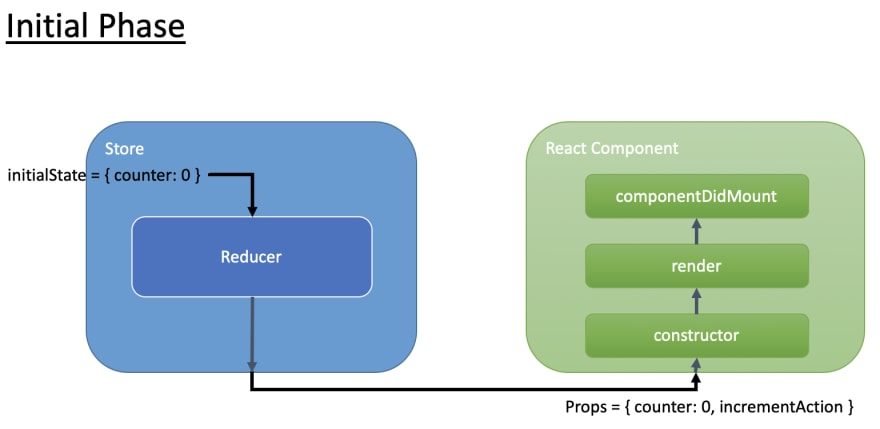 Initial Phase
Store
initialState = { counter: 0 }
Reducer
React Component
componentDidMount
render
constructor
Props = { counter: 0, incrementAction }